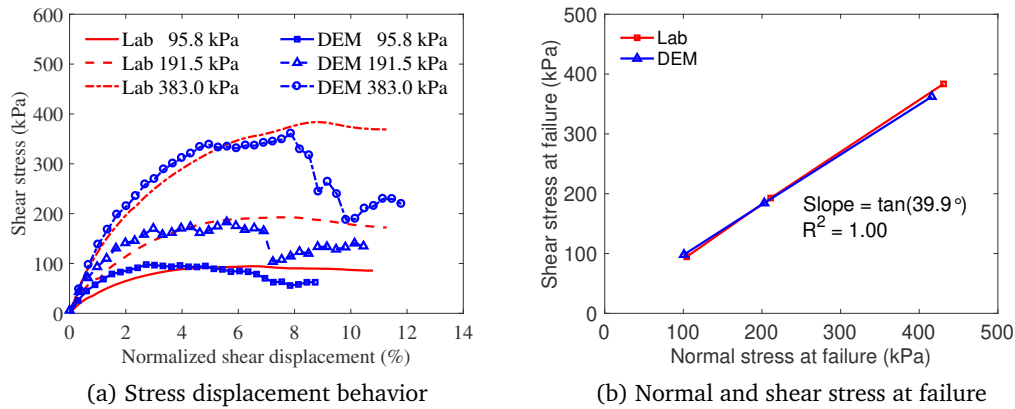 600
500
400
300
200
100
0
0 2 4 6 8 10 12 14
Shear stress (kPa)
Normalized shear displacement (%)
Lab 95.8 kPa
Lab 191.5 kPa
Lab 383.0 kPa
DEM 95.8 kPa
DEM 191.5 kPa
DEM 383.0 kPa
(a) Stress displacement behavior
500
400
300
200
100
0
0 100 200 300 400 500
Shear stress at failure (kPa)
Normal stress at failure (kPa)
Lab
DEM
Slope = tan(39.9°)
R² = 1.00
(b) Normal and shear stress at failure